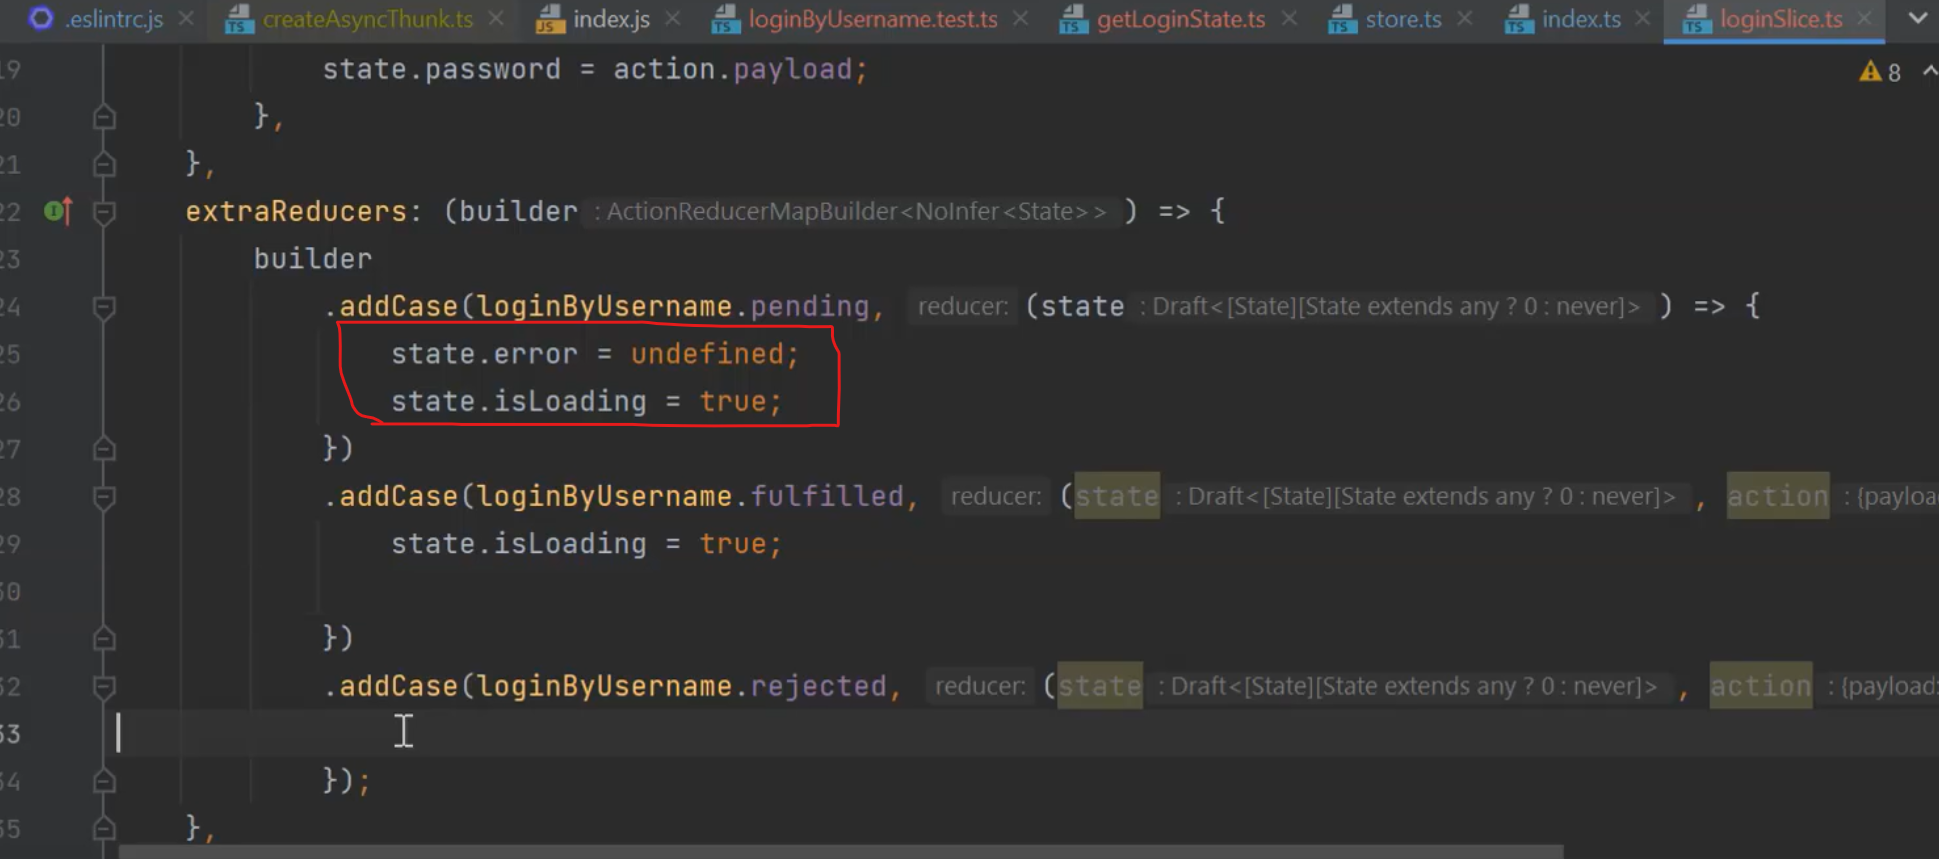 .eslintrc.js createAsyncThunk.ts index.js loginByUsername.test.ts getLoginState.ts store.ts index.ts loginSlice.ts
19 state.password = action.payload; 8
20 },
21 },
22 extraReducers: (builder : ActionReducerMapBuilder<NoInfer<State>> ) => {
23 builder
24 .addCase(loginByUsername.pending, reducer: (state : Draft<[State][State extends any ? 0 : never]> ) => {
25 state.error = undefined;
26 state.isLoading = true;
27 })
28 .addCase(loginByUsername.fulfilled, reducer: (state : Draft<[State][State extends any ? 0 : never]> , action : {payloa
29 state.isLoading = true;
30
31 })
32 .addCase(loginByUsername.rejected, reducer: (state : Draft<[State][State extends any ? 0 : never]> , action : {payload
33
34 });
35 },